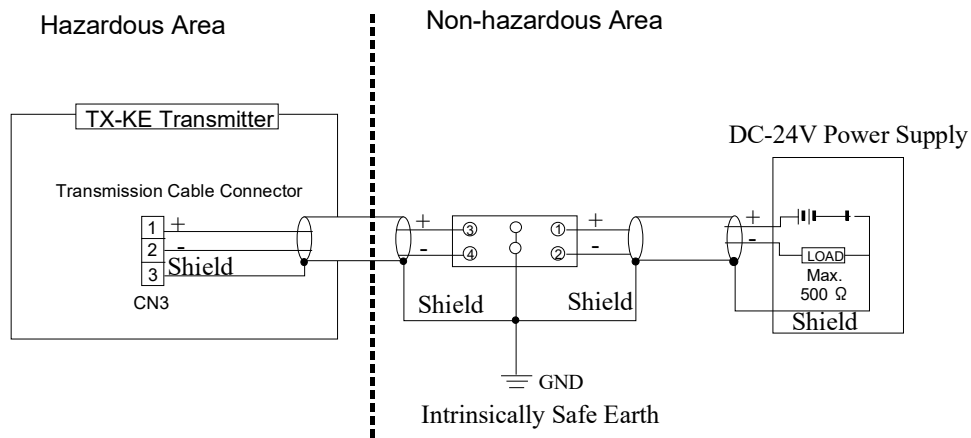 Hazardous Area
Non-hazardous Area
TX-KE Transmitter
DC-24V Power Supply
Transmission Cable Connector
1 +
2 -
3 Shield
CN3
+ ③ ① +
- ④ ② -
Shield
Shield
+
-
LOAD
Max.
500 Ω
Shield
GND
Intrinsically Safe Earth